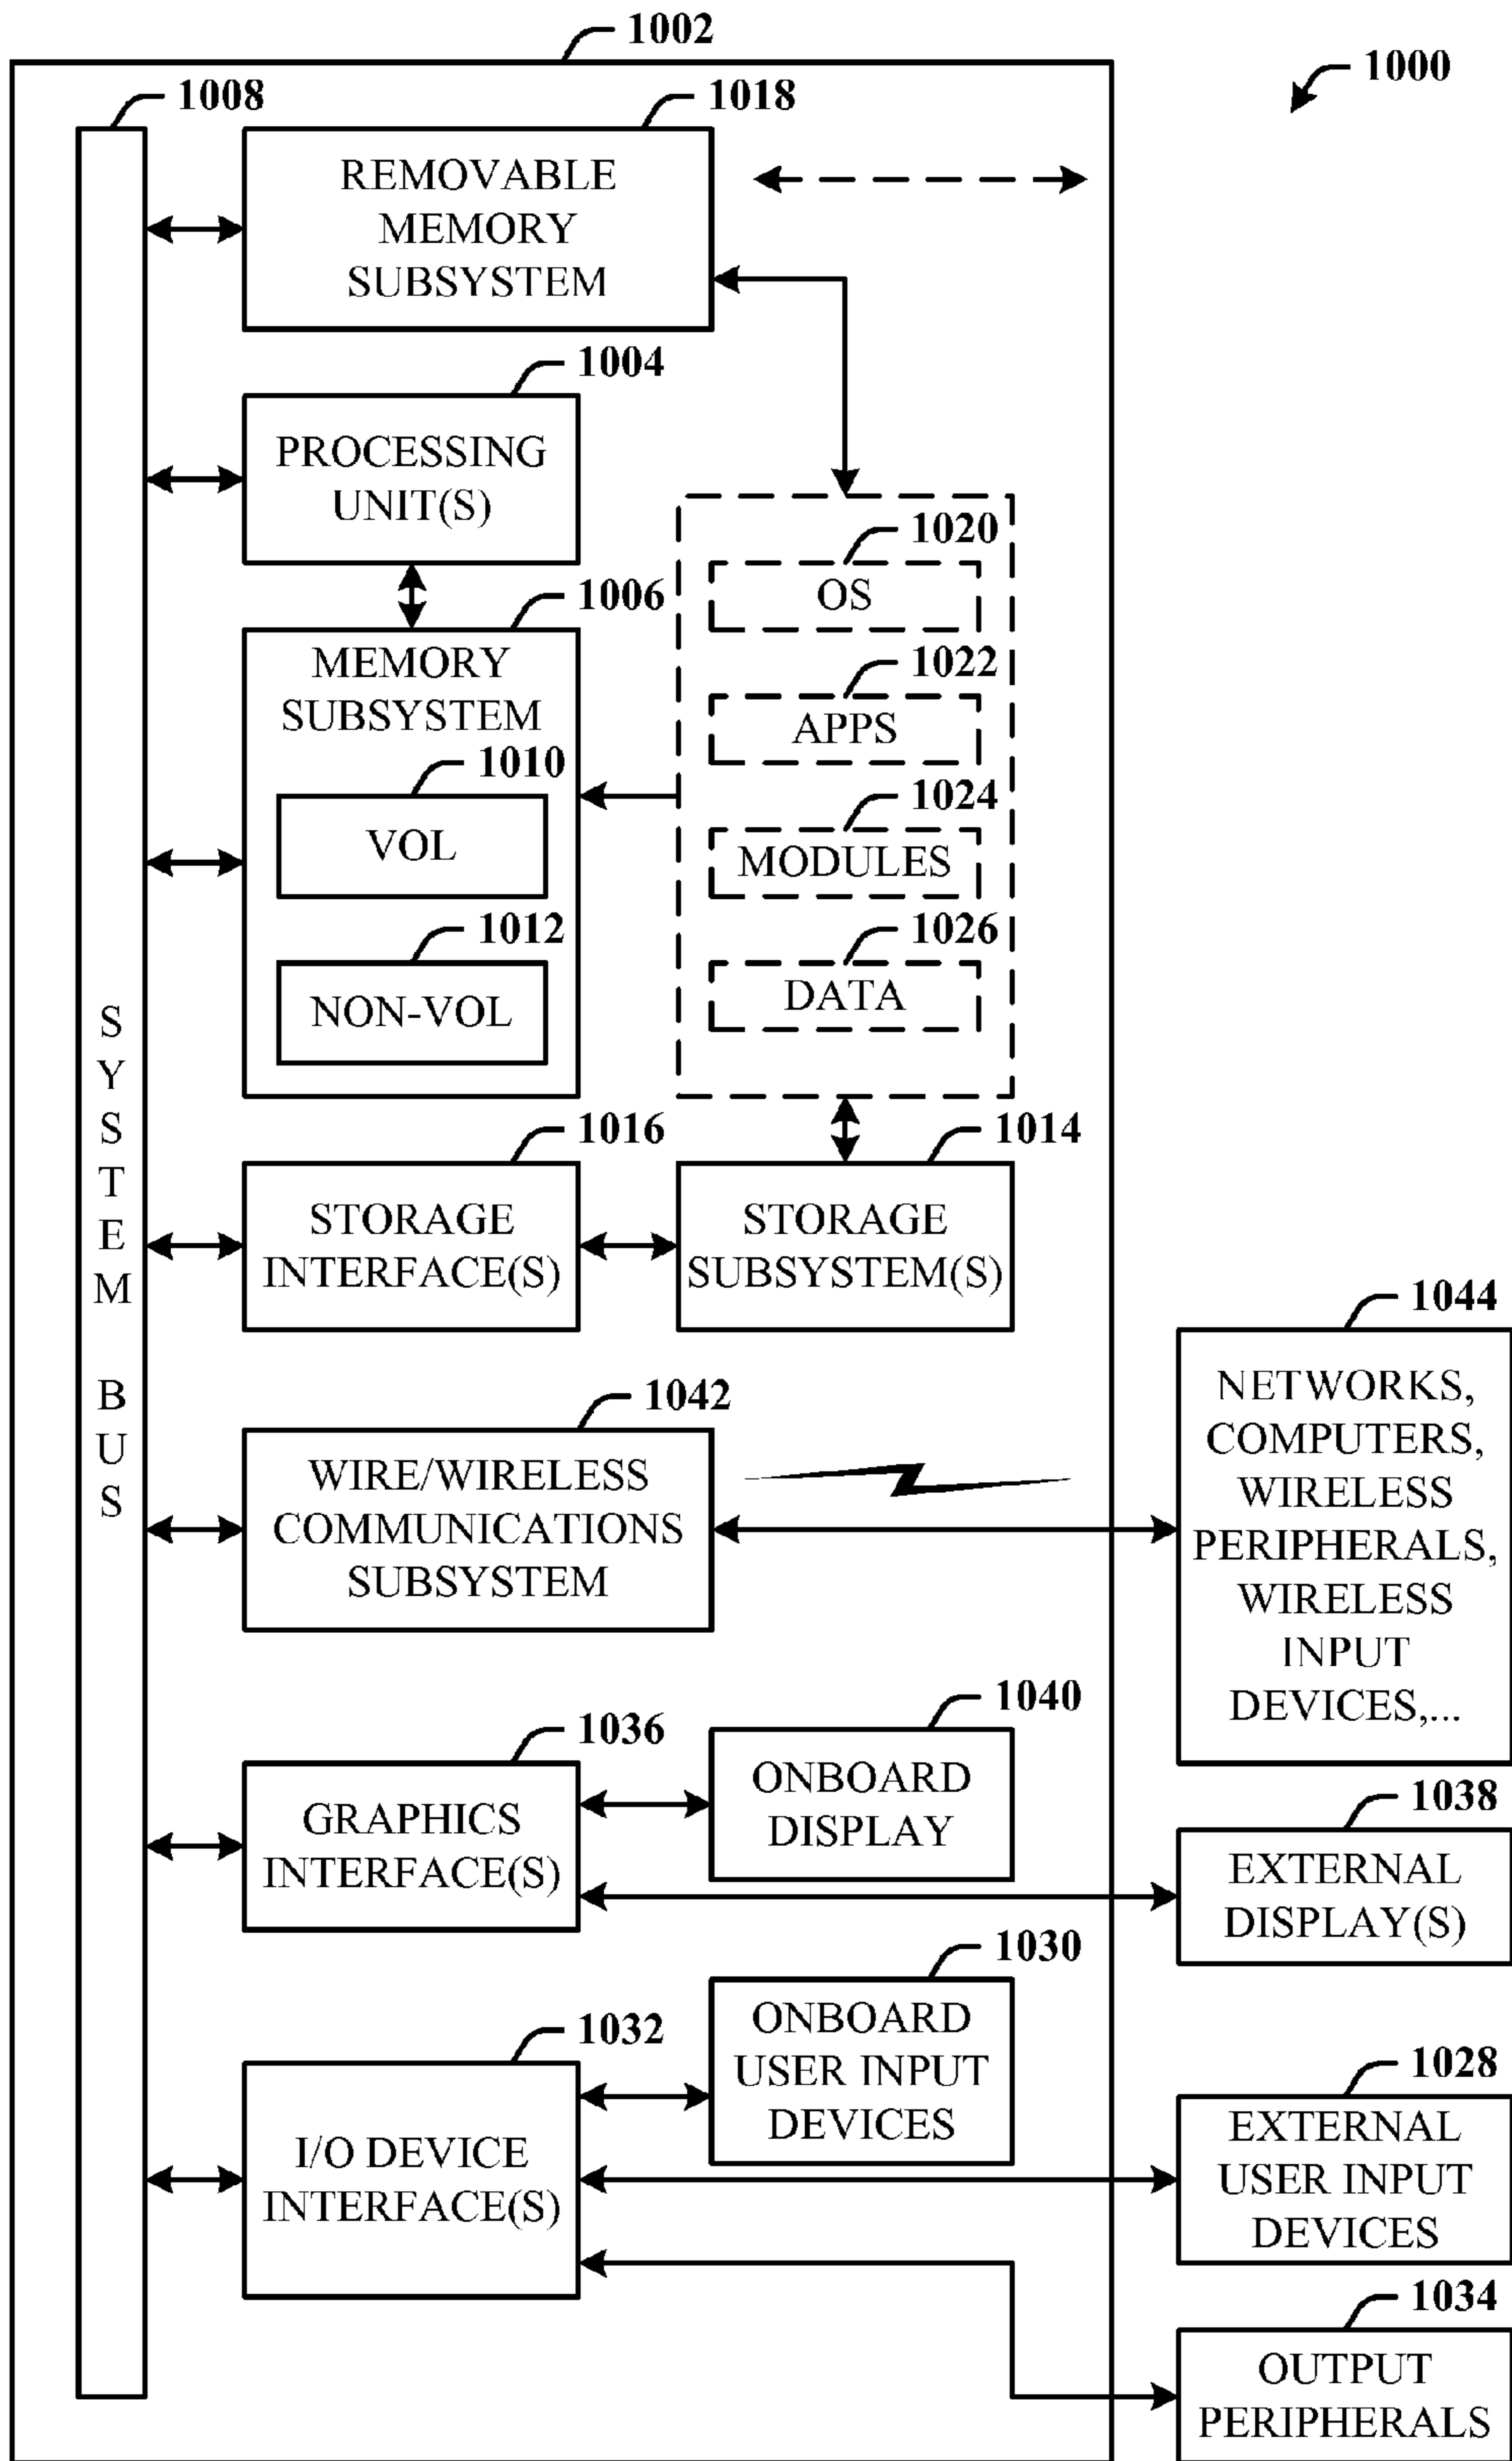 1002
1000
1008
1018
REMOVABLE
MEMORY
SUBSYSTEM
1004
PROCESSING
UNIT(S)
1020
OS
1006
MEMORY
SUBSYSTEM
1022
APPS
1010
VOL
1024
MODULES
1012
NON-VOL
1026
DATA
SYSTEM BUS
1016
STORAGE
INTERFACE(S)
1014
STORAGE
SUBSYSTEM(S)
1044
NETWORKS,
COMPUTERS,
WIRELESS
PERIPHERALS,
WIRELESS
INPUT
DEVICES,...
1042
WIRE/WIRELESS
COMMUNICATIONS
SUBSYSTEM
1040
ONBOARD
DISPLAY
1036
GRAPHICS
INTERFACE(S)
1038
EXTERNAL
DISPLAY(S)
1030
ONBOARD
USER INPUT
DEVICES
1032
I/O DEVICE
INTERFACE(S)
1028
EXTERNAL
USER INPUT
DEVICES
1034
OUTPUT
PERIPHERALS